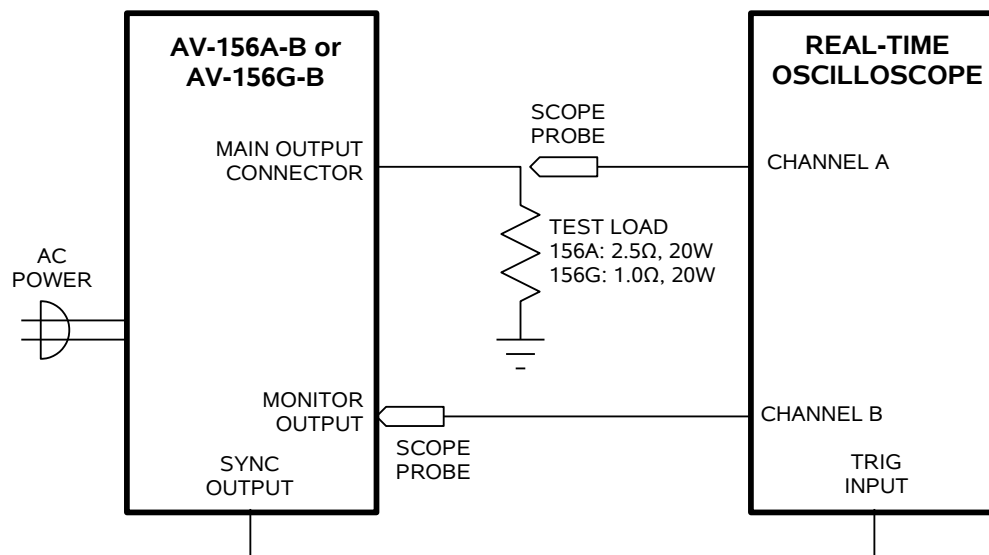 AV-156A-B or
AV-156G-B
REAL-TIME
OSCILLOSCOPE
SCOPE
PROBE
MAIN OUTPUT
CONNECTOR
CHANNEL A
TEST LOAD
156A: 2.5Ω, 20W
156G: 1.0Ω, 20W
AC
POWER
MONITOR
OUTPUT
CHANNEL B
SCOPE
PROBE
SYNC
OUTPUT
TRIG
INPUT